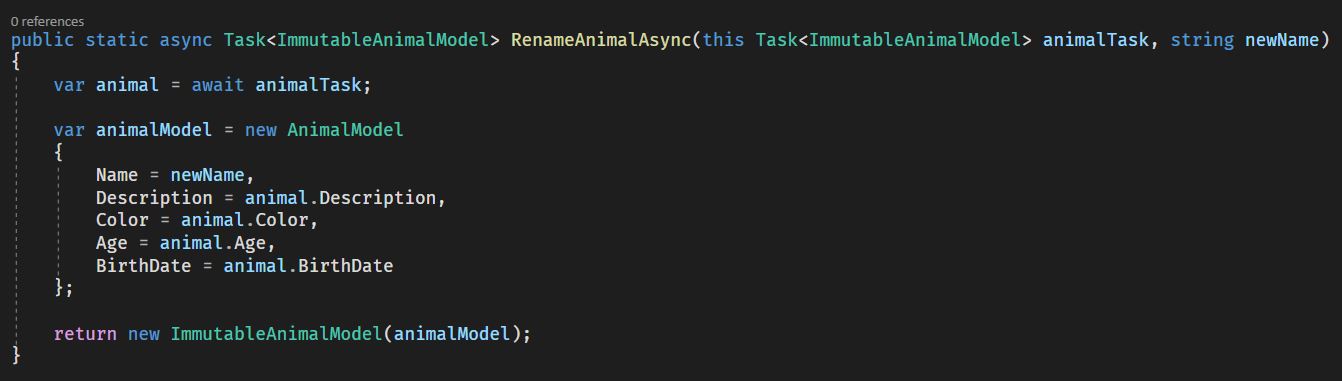 0 references
public static async Task<ImmutableAnimalModel> RenameAnimalAsync(this Task<ImmutableAnimalModel> animalTask, string newName)
{
    var animal = await animalTask;
    var animalModel = new AnimalModel
    {
        Name = newName,
        Description = animal.Description,
        Color = animal.Color,
        Age = animal.Age,
        BirthDate = animal.BirthDate
    };
    return new ImmutableAnimalModel(animalModel);
}